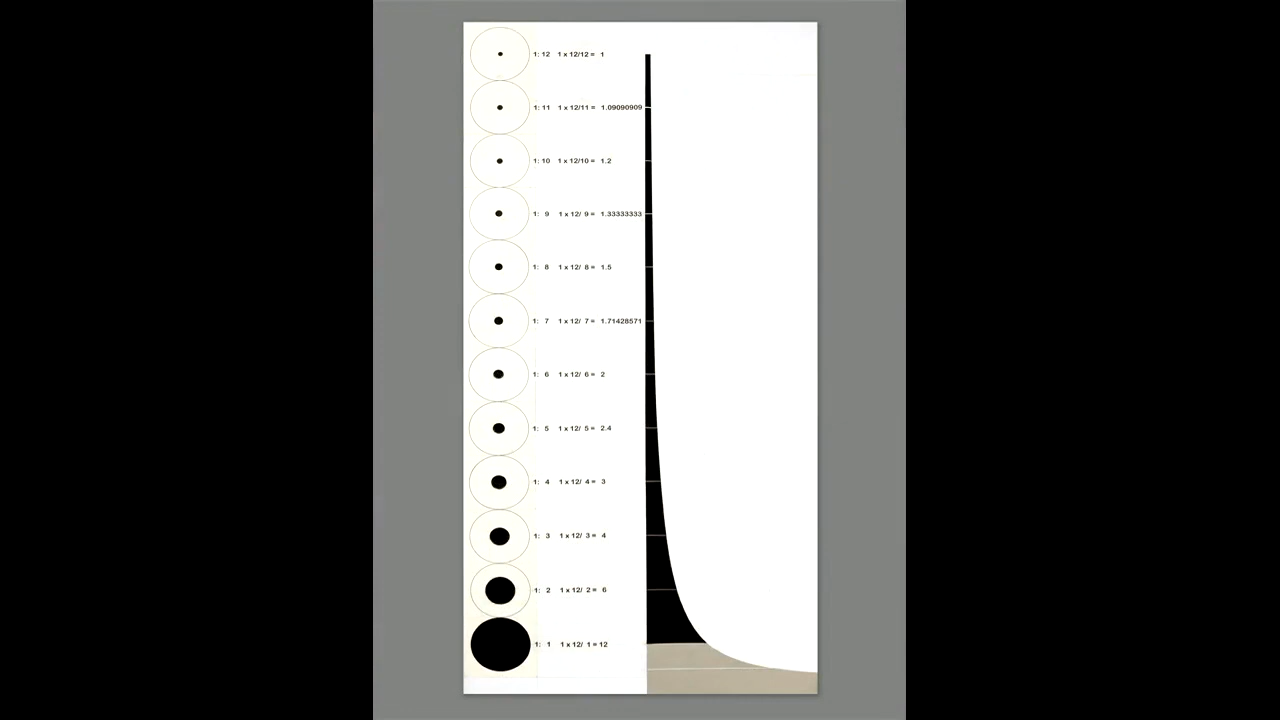 1: 12 1 x 12/12 = 1
1: 11 1 x 12/11 = 1.09090909
1: 10 1 x 12/10 = 1.2
1: 9 1 x 12/ 9 = 1.33333333
1: 8 1 x 12/ 8 = 1.5
1: 7 1 x 12/ 7 = 1.71428571
1: 6 1 x 12/ 6 = 2
1: 5 1 x 12/ 5 = 2.4
1: 4 1 x 12/ 4 = 3
1: 3 1 x 12/ 3 = 4
1: 2 1 x 12/ 2 = 6
1: 1 1 x 12/ 1 = 12